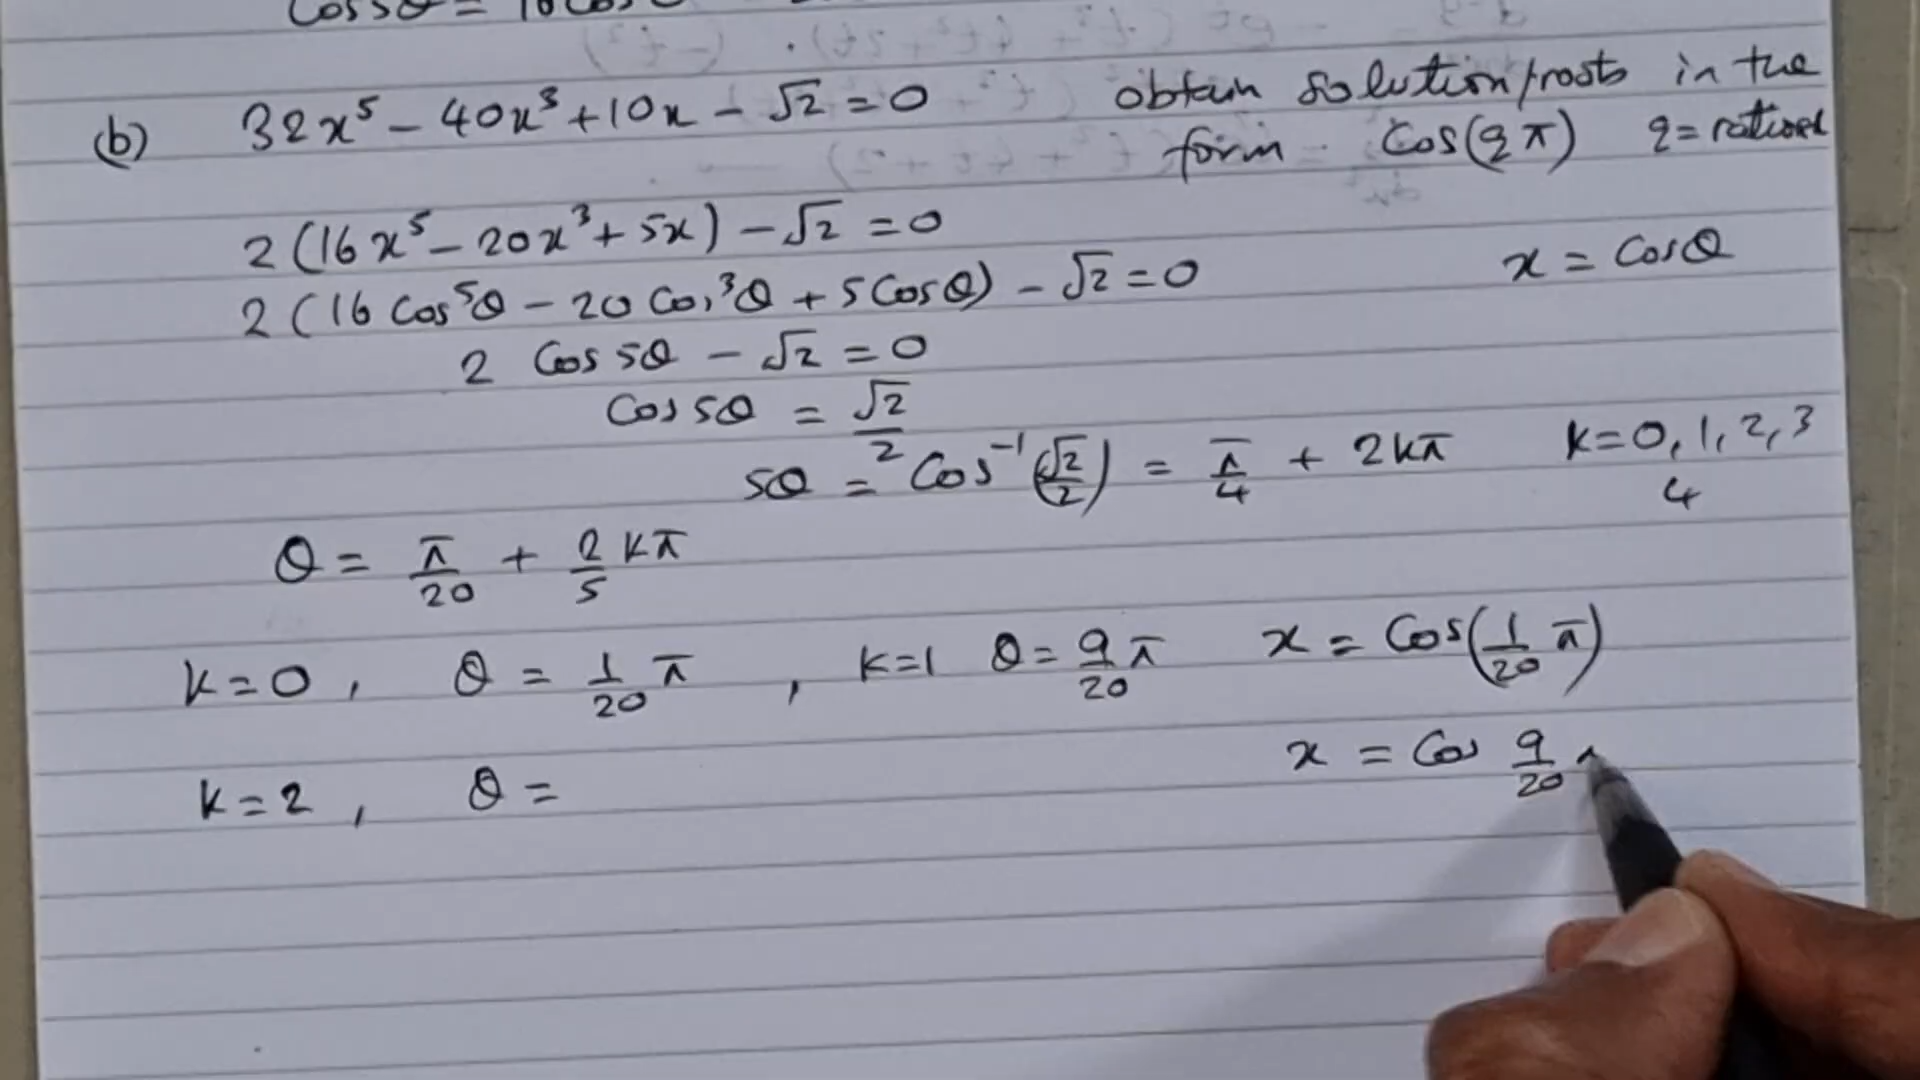 Cos5θ = 16cos
(b) 32x⁵ – 40x³ + 10x – √2 = 0 obtain solution/roots in the
form Cos(qπ) q = rational
2(16x⁵ – 20x³ + 5x) – √2 = 0
x = Cosθ
2(16 Cos⁵θ – 20 Cos³θ + 5Cosθ) – √2 = 0
2 Cos 5θ – √2 = 0
Cos 5θ = √2/2
5θ = Cos⁻¹(√2/2) = π/4 + 2kπ k = 0, 1, 2, 3
4
θ = π/20 + 2/5 kπ
k = 0 , θ = 1/20 π , k = 1 θ = 9/20 π x = Cos(1/20 π)
x = Cos 9/20
k = 2 , θ =